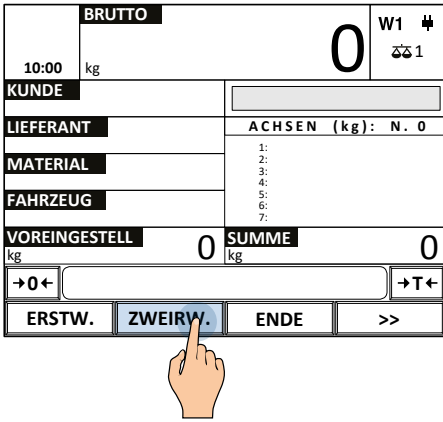 BRUTTO
W1
0
1
10:00 kg
KUNDE
LIEFERANT
ACHSEN (kg): N. 0
1:
2:
3:
4:
5:
6:
7:
MATERIAL
FAHRZEUG
VOREINGESTELL
kg 0
SUMME
kg 0
→0←
→T←
ERSTW. ZWEIRW. ENDE >>